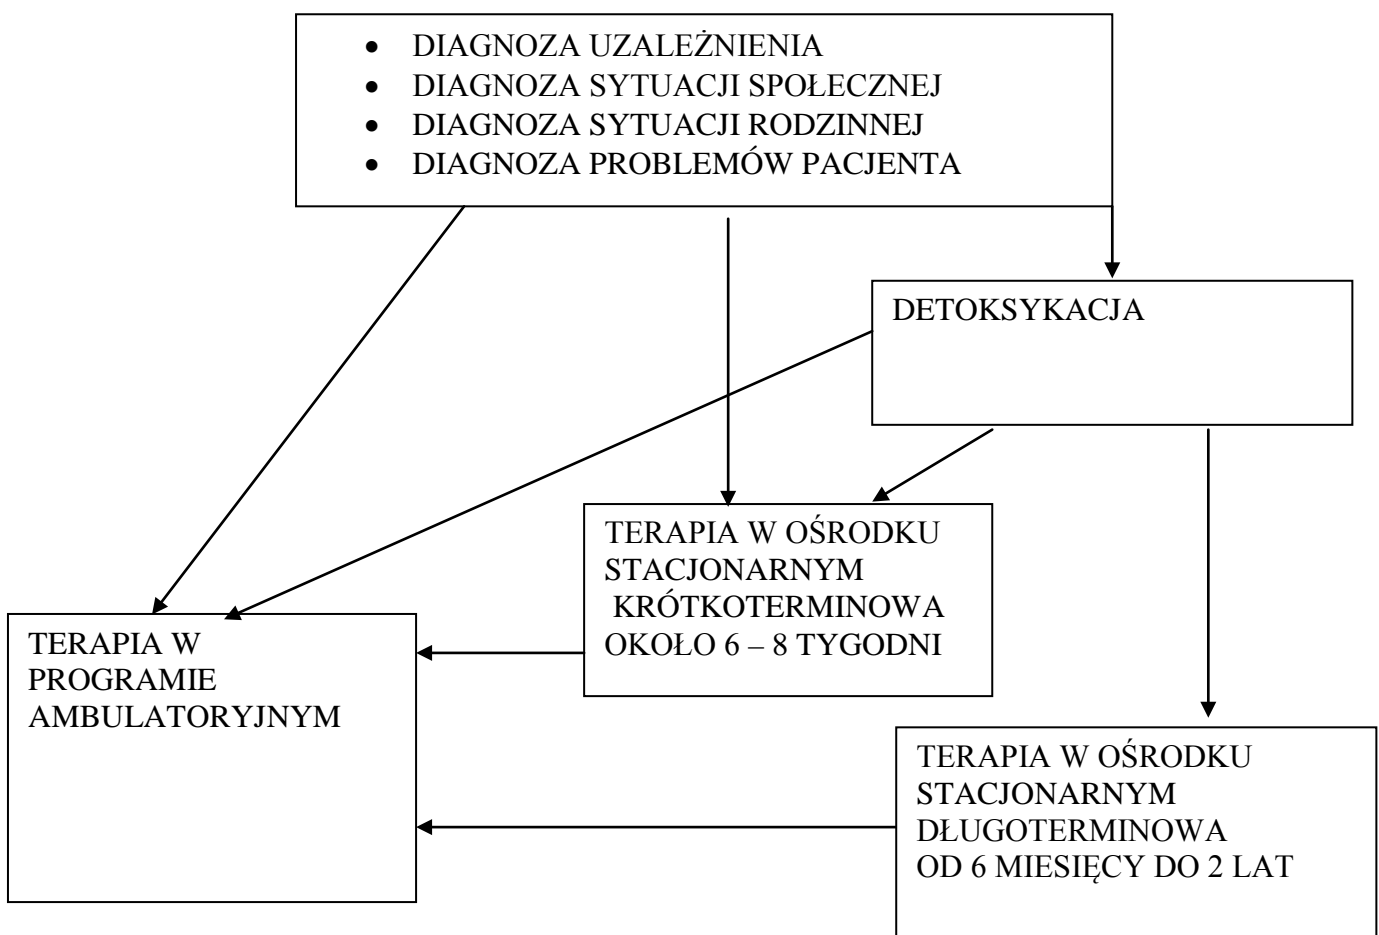 • DIAGNOZA UZALEŻNIENIA
• DIAGNOZA SYTUACJI SPOŁECZNEJ
• DIAGNOZA SYTUACJI RODZINNEJ
• DIAGNOZA PROBLEMÓW PACJENTA
DETOKSYKACJA
TERAPIA W OŚRODKU
STACJONARNYM
KRÓTKOTERMINOWA
OKOŁO 6 – 8 TYGODNI
TERAPIA W
PROGRAMIE
AMBULATORYJNYM
TERAPIA W OŚRODKU
STACJONARNYM
DŁUGOTERMINOWA
OD 6 MIESIĘCY DO 2 LAT